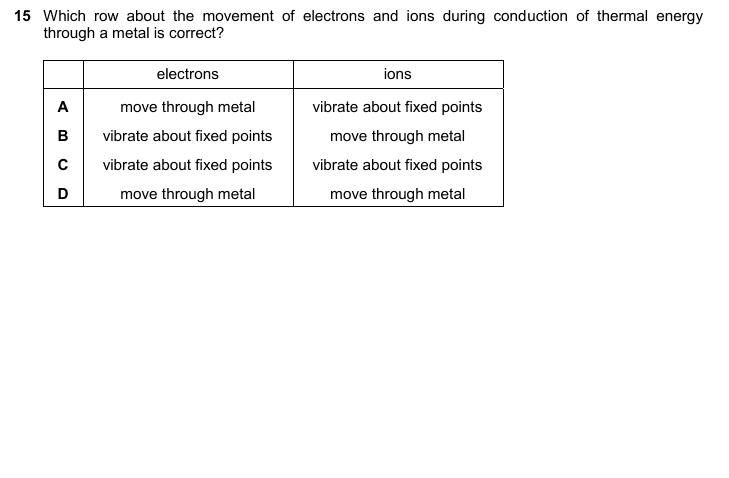 15 Which row about the movement of electrons and ions during conduction of thermal energy
through a metal is correct?
electrons ions
A move through metal vibrate about fixed points
B vibrate about fixed points move through metal
C vibrate about fixed points vibrate about fixed points
D move through metal move through metal